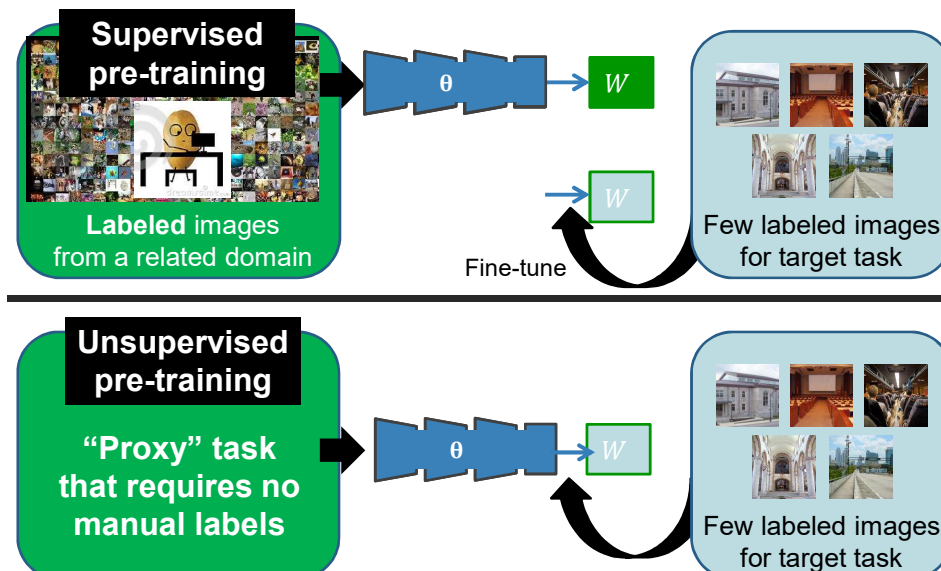 Supervised
pre-training
θ
W
Labeled images
from a related domain
W
Fine-tune
Few labeled images
for target task
Unsupervised
pre-training
“Proxy” task
that requires no
manual labels
θ
W
Few labeled images
for target task